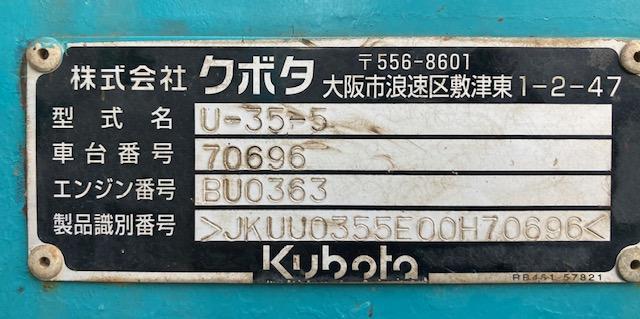 株式会社 クボタ 〒556-8601
大阪市浪速区敷津東1-2-47
型式名 U-35-5
車台番号 70696
エンジン番号 BU0363
製品識別番号 >JKUU0355E00H70696<
Kubota
RB461-57821